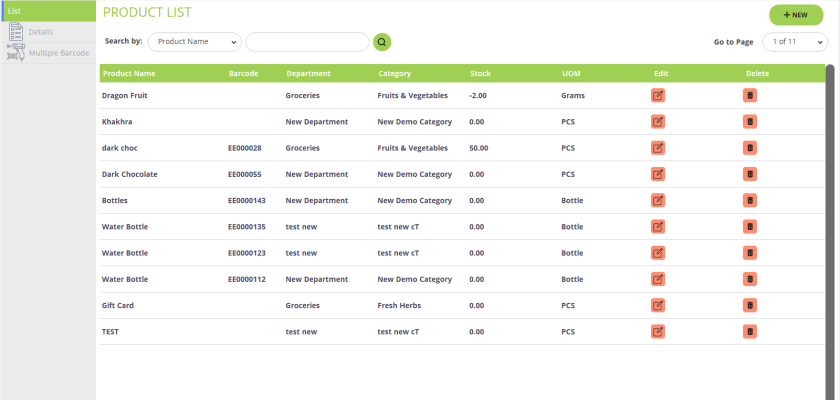 List
PRODUCT LIST
+ NEW
Details
Multiple Barcode
Search by: Product Name
Go to Page 1 of 11
Product Name Barcode Department Category Stock UOM Edit Delete
Dragon Fruit Groceries Fruits & Vegetables -2.00 Grams
Khakhra New Department New Demo Category 0.00 PCS
dark choc EE000028 Groceries Fruits & Vegetables 50.00 PCS
Dark Chocolate EE000055 New Department New Demo Category 0.00 PCS
Bottles EE0000143 New Department New Demo Category 0.00 Bottle
Water Bottle EE0000135 test new test new cT 0.00 Bottle
Water Bottle EE0000123 test new test new cT 0.00 Bottle
Water Bottle EE0000112 New Department New Demo Category 0.00 Bottle
Gift Card Groceries Fresh Herbs 0.00 PCS
TEST test new test new cT 0.00 PCS